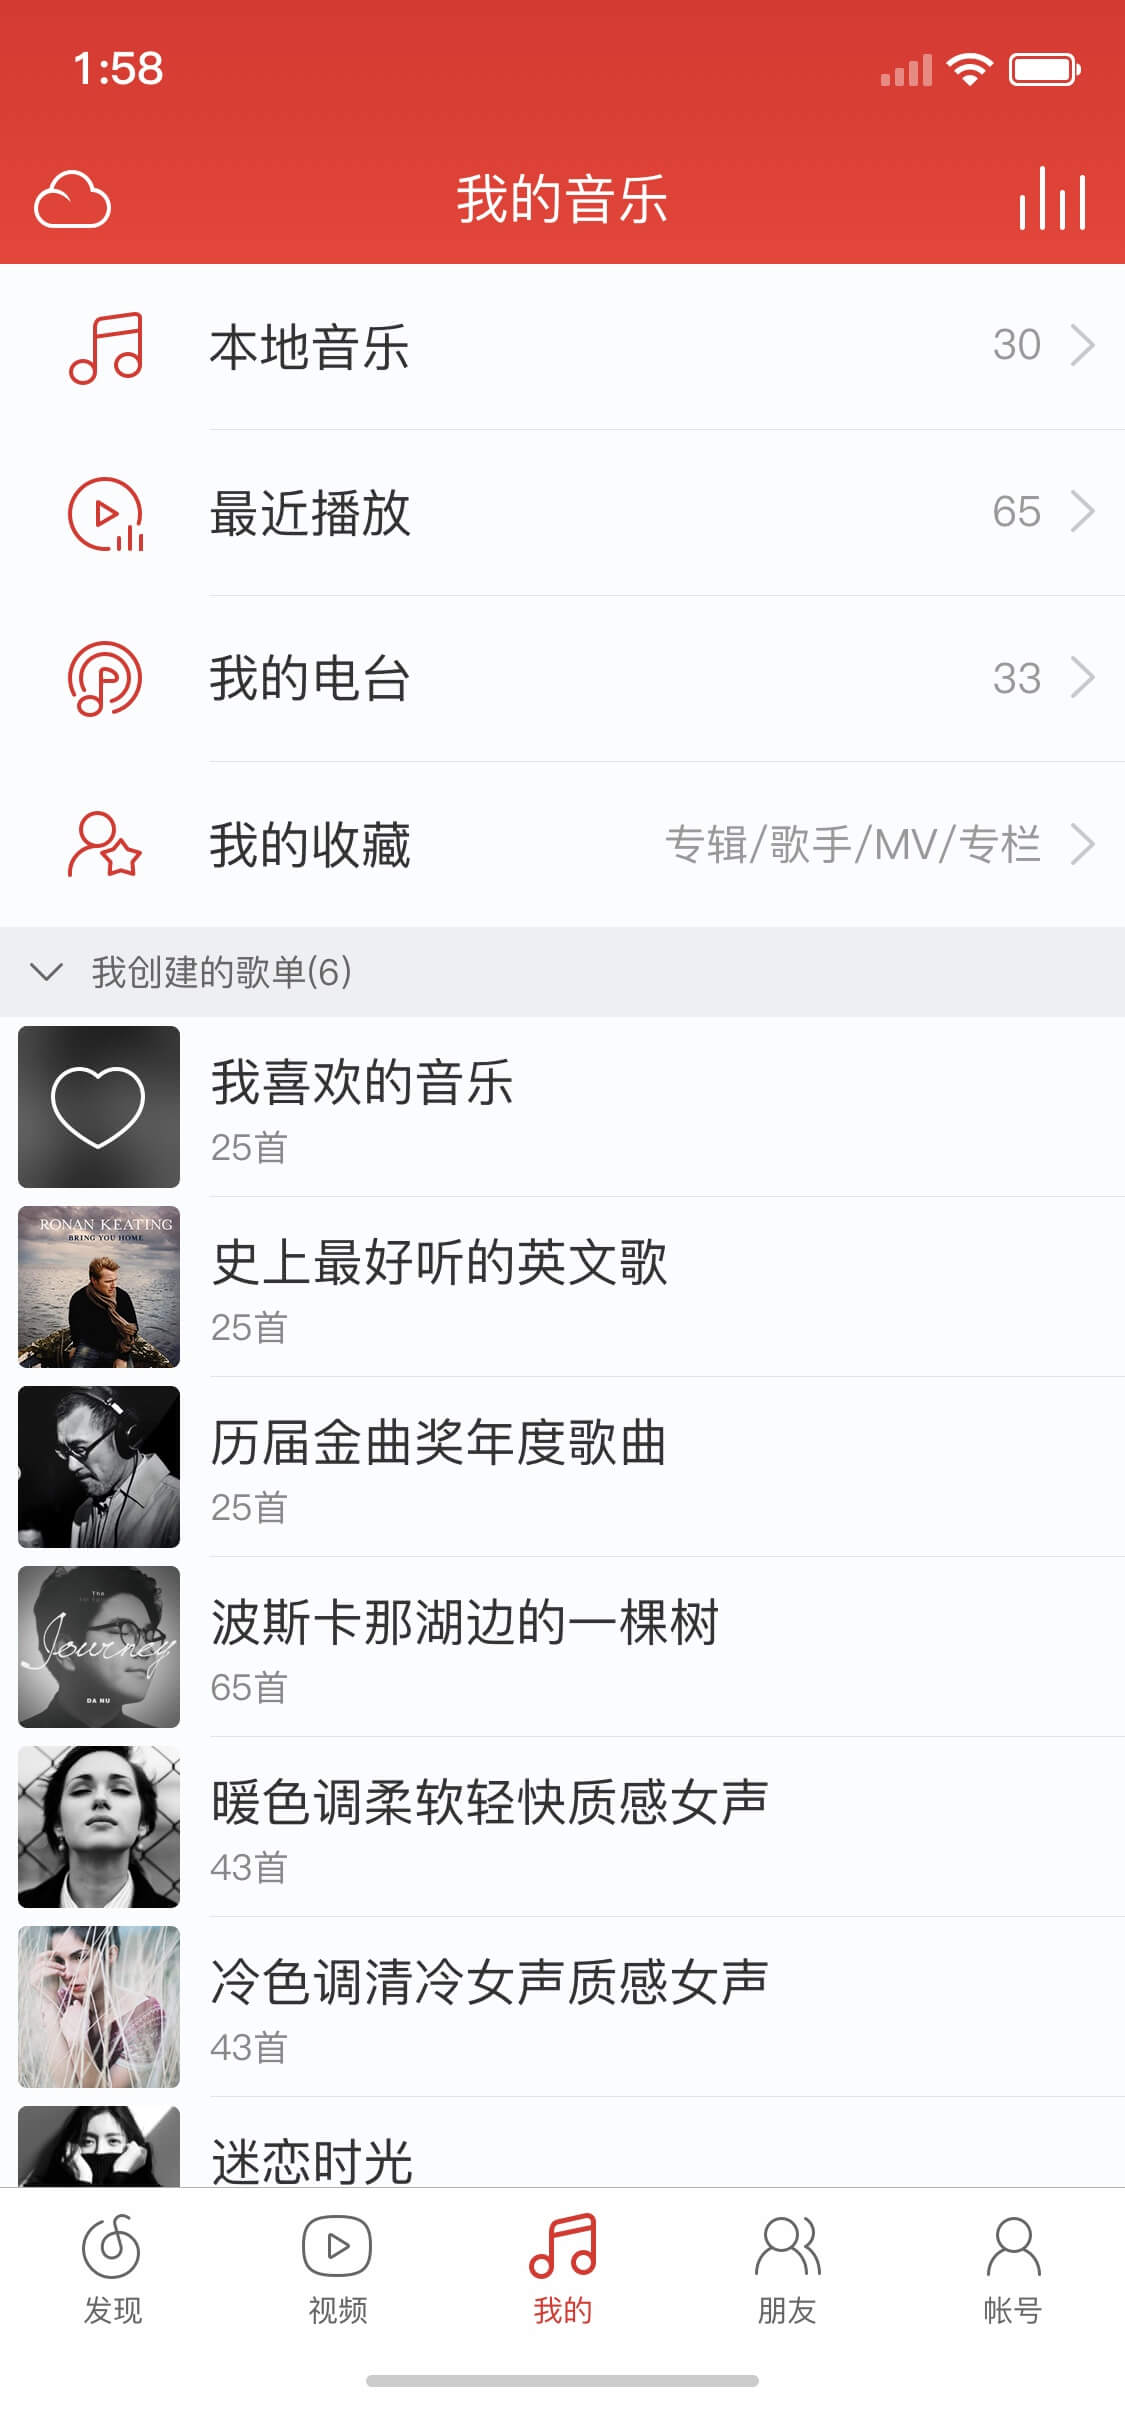 1:58
我的音乐
本地音乐 30
最近播放 65
我的电台 33
我的收藏 专辑/歌手/MV/专栏
我创建的歌单(6)
我喜欢的音乐
25首
RONAN KEATING
BRING YOU HOME
史上最好听的英文歌
25首
历届金曲奖年度歌曲
25首
The
Journey
DA NU
波斯卡那湖边的一棵树
65首
暖色调柔软轻快质感女声
43首
冷色调清冷女声质感女声
43首
迷恋时光
发现 视频 我的 朋友 帐号